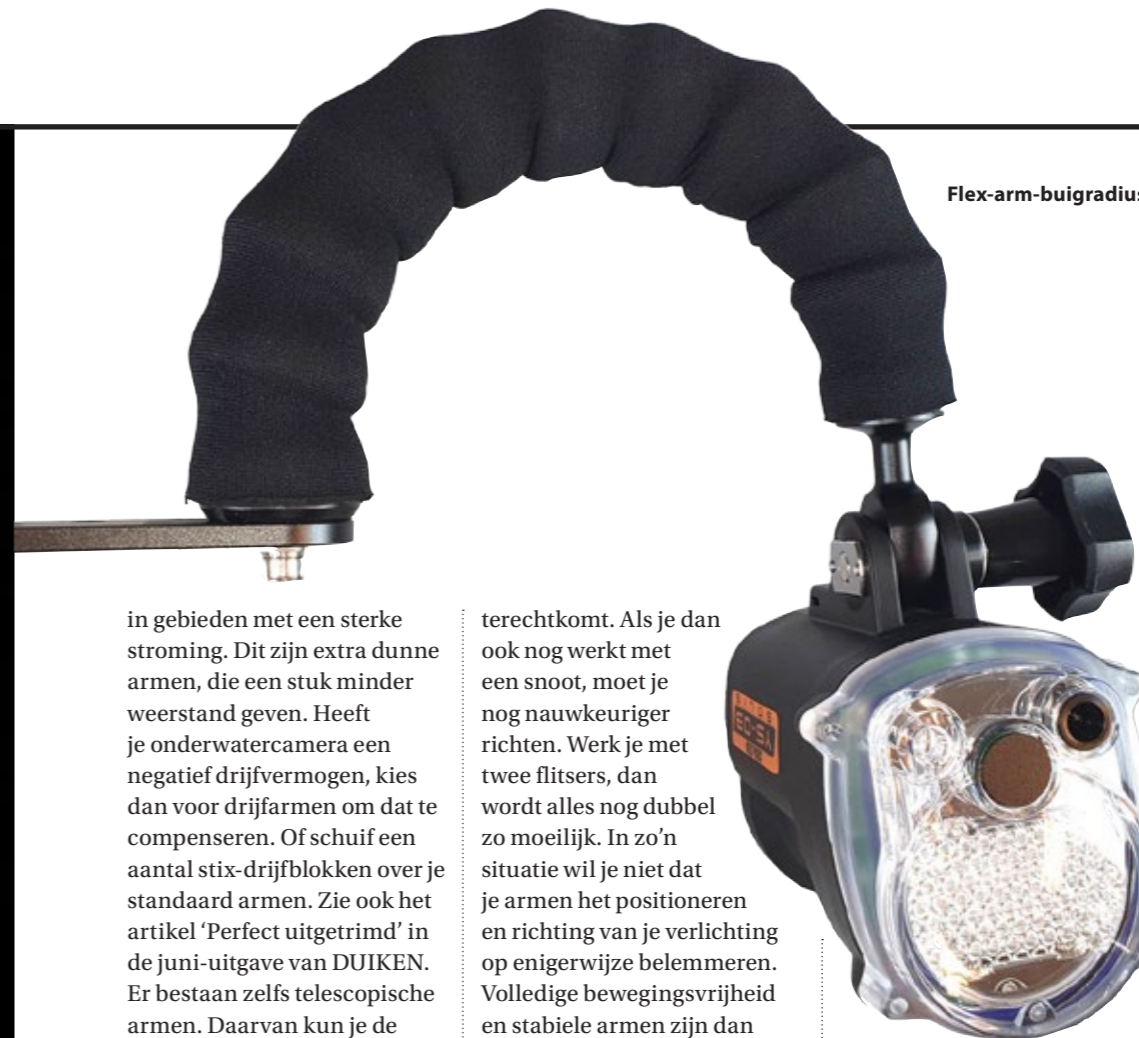 Flex-arm-buigradius
in gebieden met een sterke
stroming. Dit zijn extra dunne
armen, die een stuk minder
weerstand geven. Heeft
je onderwatercamera een
negatief drijfvermogen, kies
dan voor drijfarmen om dat te
compenseren. Of schuif een
aantal stix-drijfblokken over je
standaard armen. Zie ook het
artikel ‘Perfect uitgetrimd’ in
de juni-uitgave van DUIKEN.
Er bestaan zelfs telescopische
armen. Daarvan kun je de
terechtkomt. Als je dan
ook nog werkt met
een snoot, moet je
nog nauwkeuriger
richten. Werk je met
twee flitsers, dan
wordt alles nog dubbel
zo moeilijk. In zo’n
situatie wil je niet dat
je armen het positioneren
en richting van je verlichting
op enigerwijze belemmeren.
Volledige bewegingsvrijheid
en stabiele armen zijn dan